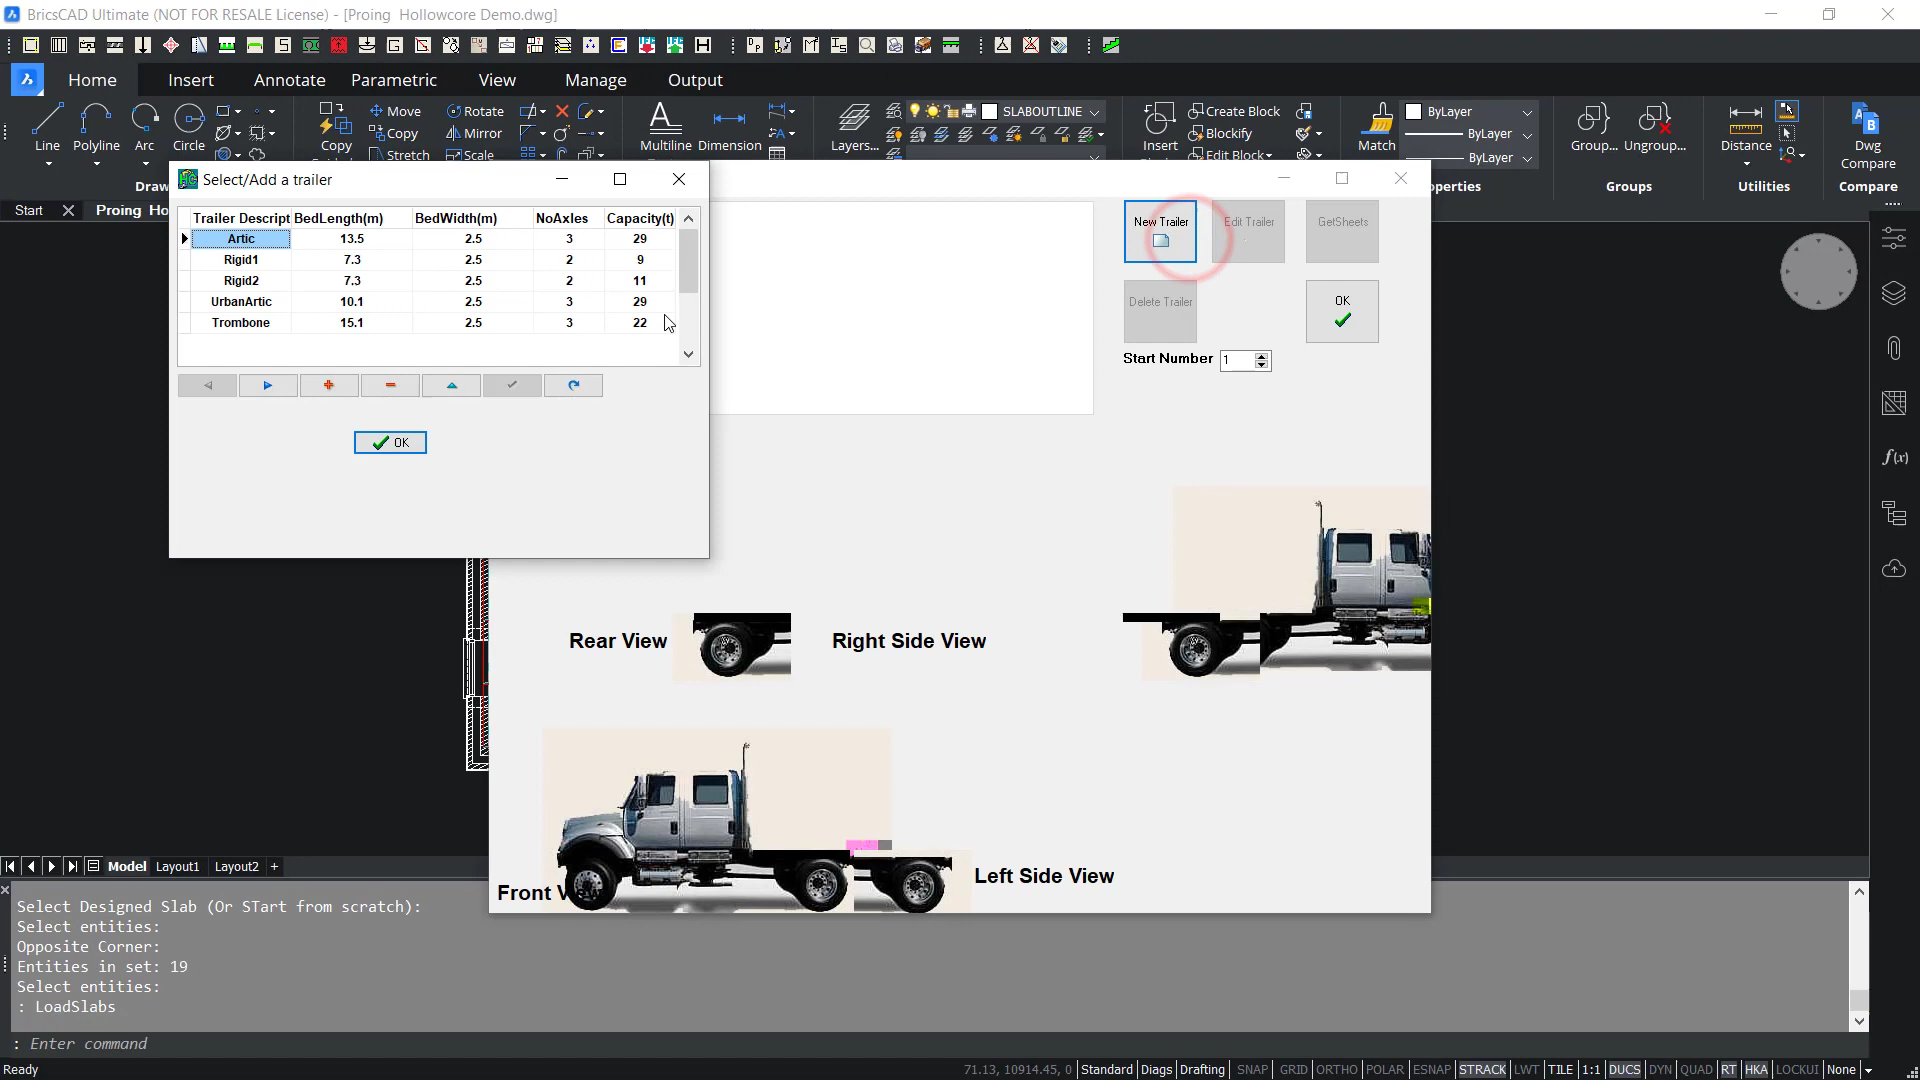 BricsCAD Ultimate (NOT FOR RESALE License) - [Proing  Hollowcore Demo.dwg]
Home Insert Annotate Parametric View Manage Output
Move Rotate SLABOUTLINE Create Block ByLayer
Copy Mirror Blockify ByLayer
Line Polyline Arc Circle Copy Stretch Scale Multiline Dimension Layers... Insert Edit Block Match ByLayer Group... Ungroup... Distance Dwg Compare
Draw Properties Groups Utilities Compare
Start Proing Ho
Select/Add a trailer
Trailer Descript BedLength(m) BedWidth(m) NoAxles Capacity(t)
Artic 13.5 2.5 3 29
Rigid1 7.3 2.5 2 9
Rigid2 7.3 2.5 2 11
UrbanArtic 10.1 2.5 3 29
Trombone 15.1 2.5 3 22
OK
New Trailer Edit Trailer GetSheets
Delete Trailer OK
Start Number 1
Rear View Right Side View
Front V Left Side View
Model Layout1 Layout2 +
Select Designed Slab (Or STart from scratch):
Select entities:
Opposite Corner:
Entities in set: 19
Select entities:
: LoadSlabs
: Enter command
Ready 71.13, 10914.45, 0 Standard Diags Drafting SNAP GRID ORTHO POLAR ESNAP STRACK LWT TILE 1:1 DUCS DYN QUAD RT HKA LOCKUI None